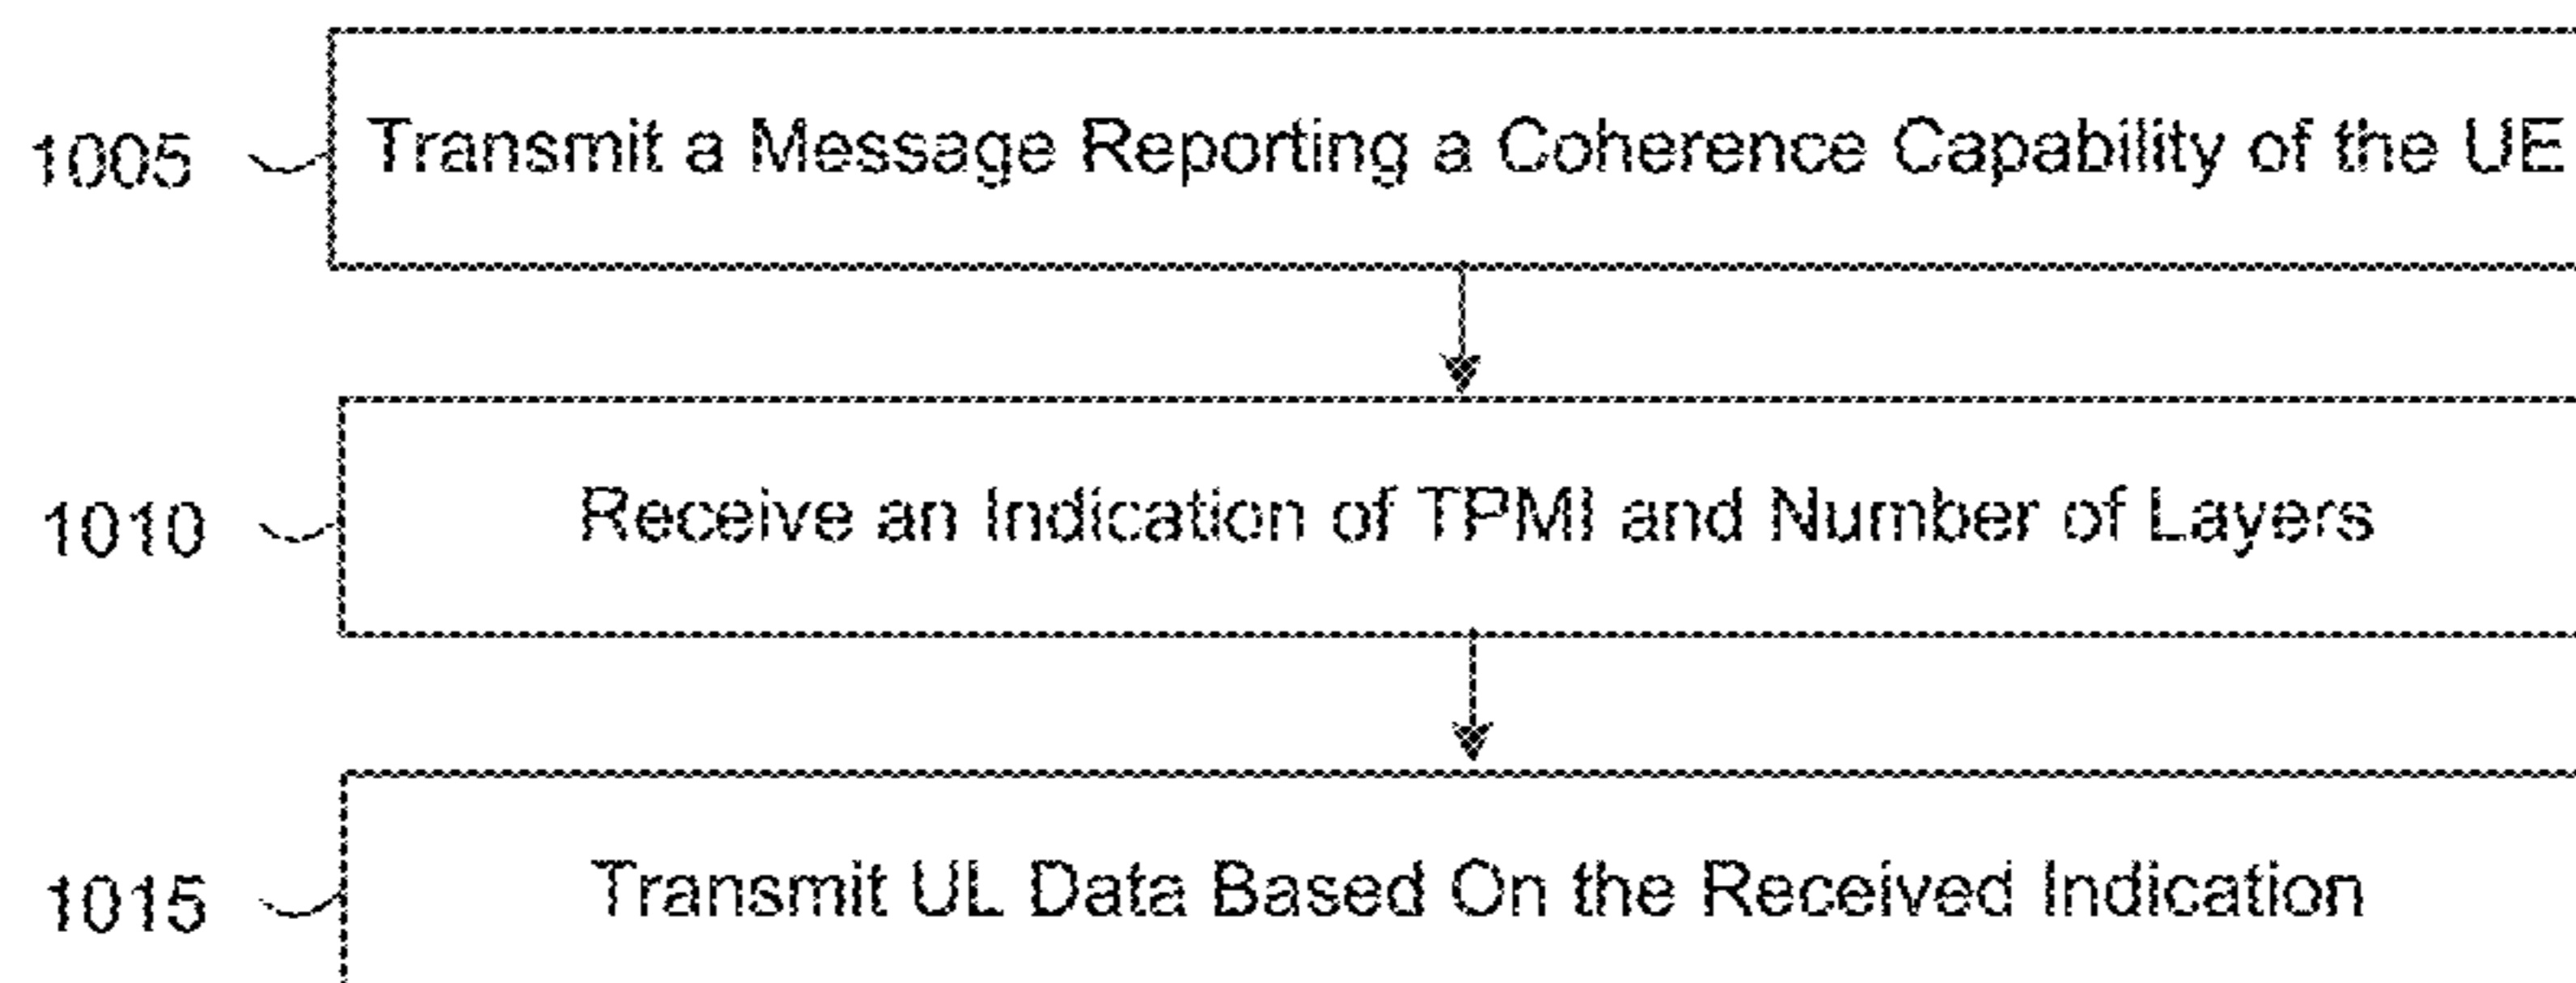 1005 Transmit a Message Reporting a Coherence Capability of the UE
1010 Receive an Indication of TPMI and Number of Layers
1015 Transmit UL Data Based On the Received Indication